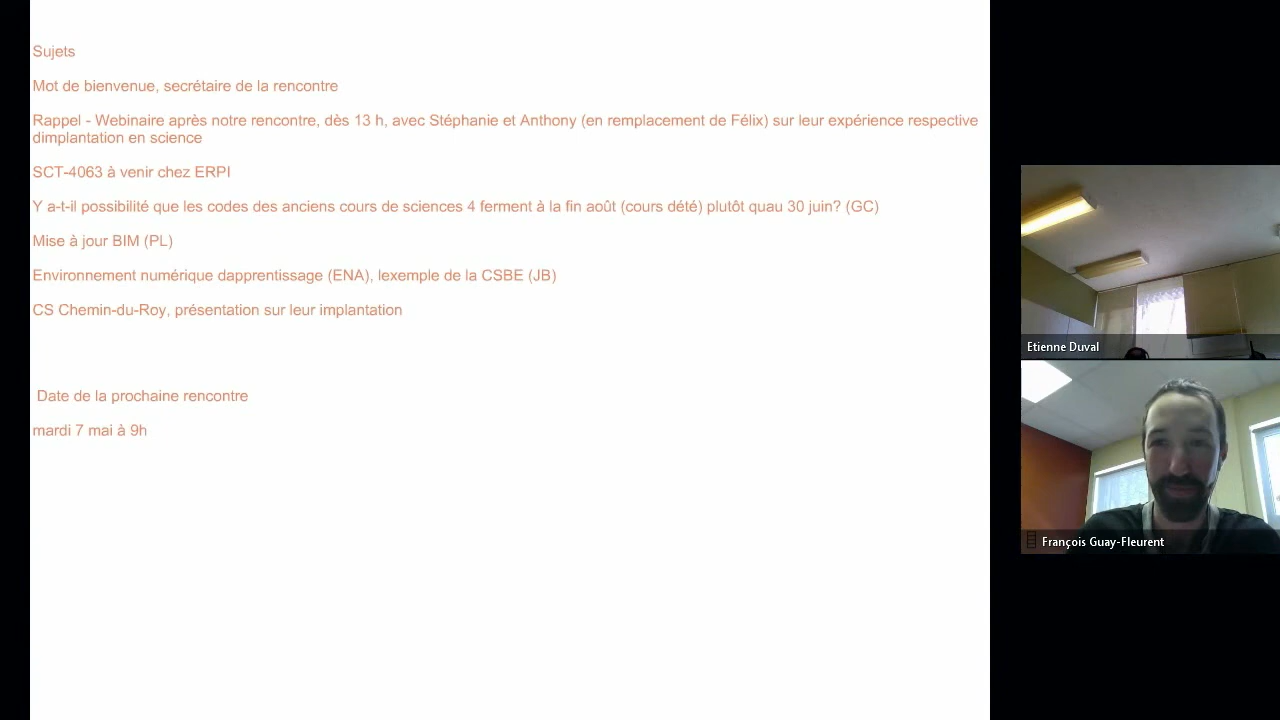 Sujets
Mot de bienvenue, secrétaire de la rencontre
Rappel - Webinaire après notre rencontre, dès 13 h, avec Stéphanie et Anthony (en remplacement de Félix) sur leur expérience respective
dimplantation en science
SCT-4063 à venir chez ERPI
Y a-t-il possibilité que les codes des anciens cours de sciences 4 ferment à la fin août (cours dété) plutôt quau 30 juin? (GC)
Mise à jour BIM (PL)
Environnement numérique dapprentissage (ENA), lexemple de la CSBE (JB)
CS Chemin-du-Roy, présentation sur leur implantation
Date de la prochaine rencontre
mardi 7 mai à 9h
Etienne Duval
François Guay-Fleurent